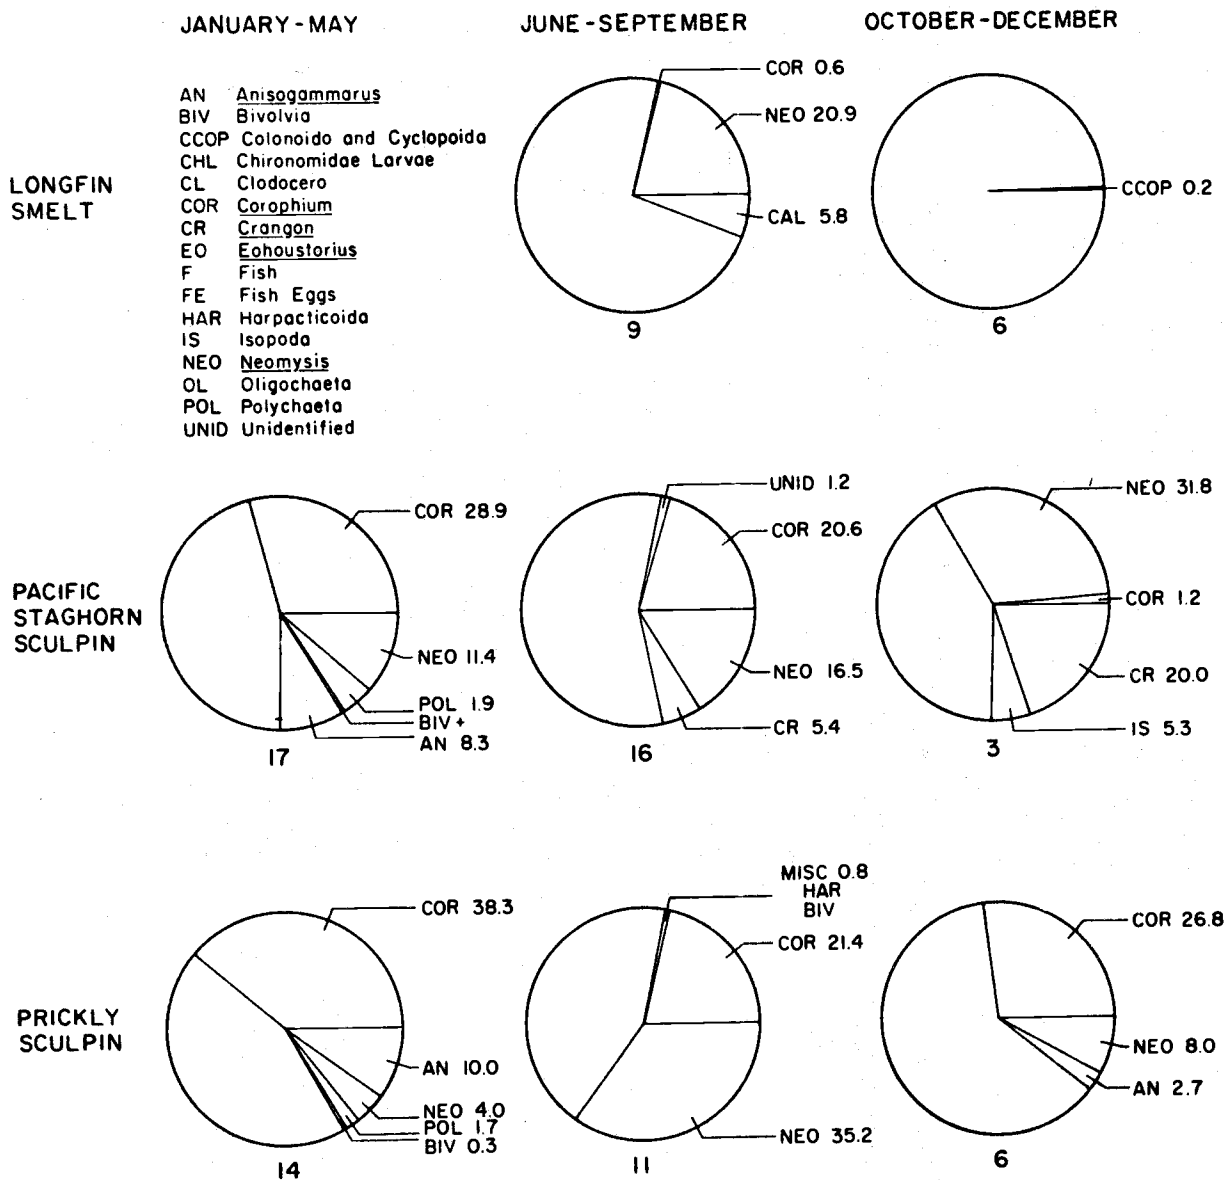 JANUARY-MAY
JUNE-SEPTEMBER
OCTOBER-DECEMBER
AN Anisogammarus
BIV Bivolvia
CCOP Colonoido and Cyclopoida
CHL Chironomidae Larvae
CL Clodocero
COR Corophium
CR Crangon
EO Eohoustorius
F Fish
FE Fish Eggs
HAR Harpacticoida
IS Isopoda
NEO Neomysis
OL Oligochaeta
POL Polychaeta
UNID Unidentified
LONGFIN
SMELT
COR 0.6
NEO 20.9
CAL 5.8
9
CCOP 0.2
6
PACIFIC
STAGHORN
SCULPIN
COR 28.9
NEO 11.4
POL 1.9
BIV +
AN 8.3
17
UNID 1.2
COR 20.6
NEO 16.5
CR 5.4
16
NEO 31.8
COR 1.2
CR 20.0
IS 5.3
3
PRICKLY
SCULPIN
COR 38.3
AN 10.0
NEO 4.0
POL 1.7
BIV 0.3
14
MISC 0.8
HAR
BIV
COR 21.4
NEO 35.2
11
COR 26.8
NEO 8.0
AN 2.7
6